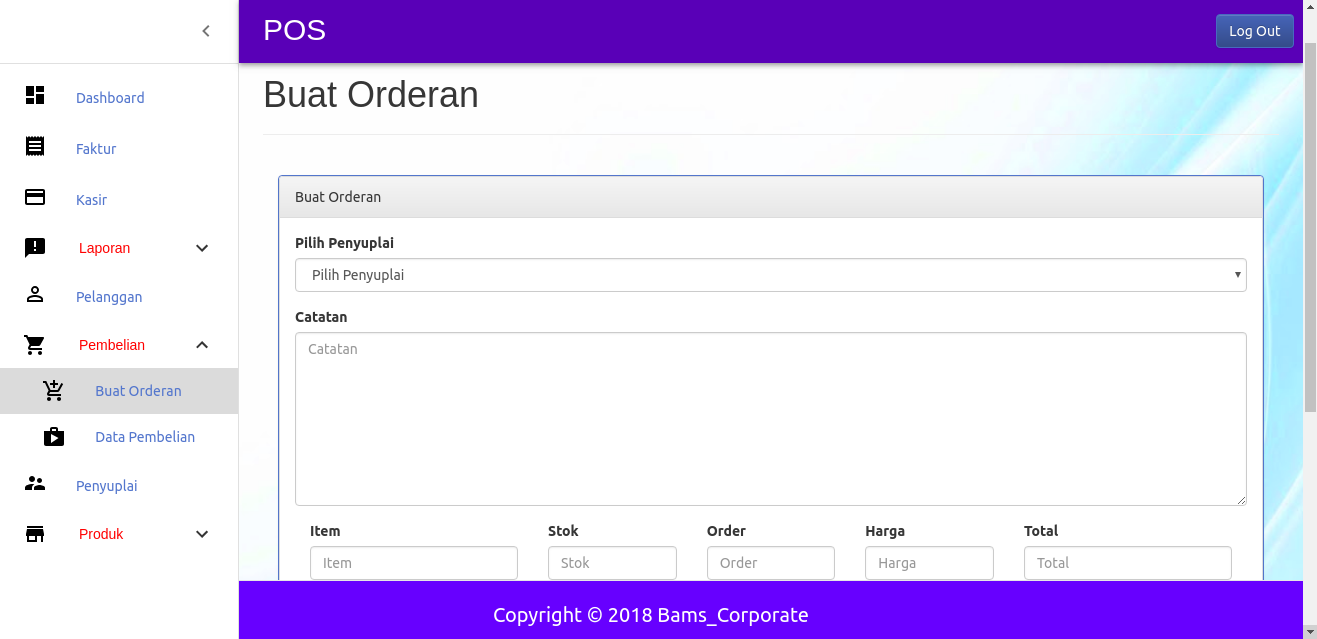 POS
Log Out
Dashboard
Faktur
Kasir
Laporan
Pelanggan
Pembelian
Buat Orderan
Data Pembelian
Penyuplai
Produk
Buat Orderan
Buat Orderan
Pilih Penyuplai
Pilih Penyuplai
Catatan
Catatan
Item Stok Order Harga Total
Item Stok Order Harga Total
Copyright © 2018 Bams_Corporate